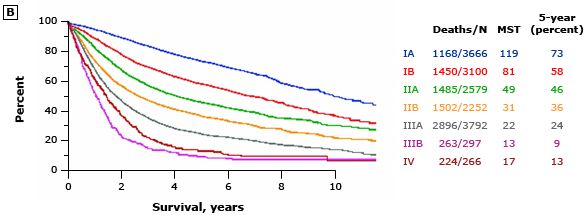 B
Percent
100
80
60
40
20
0
0 2 4 6 8 10
Survival, years
5-year
Deaths/N MST (percent)
IA 1168/3666 119 73
IB 1450/3100 81 58
IIA 1485/2579 49 46
IIB 1502/2252 31 36
IIIA 2896/3792 22 24
IIIB 263/297 13 9
IV 224/266 17 13